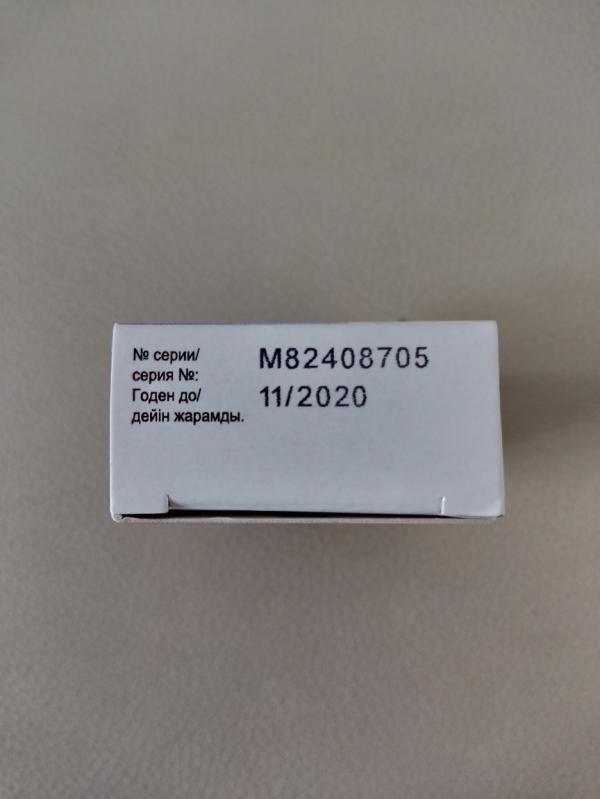 № серии/ M82408705
серия №:
Годен до/ 11/2020
дейін жарамды.